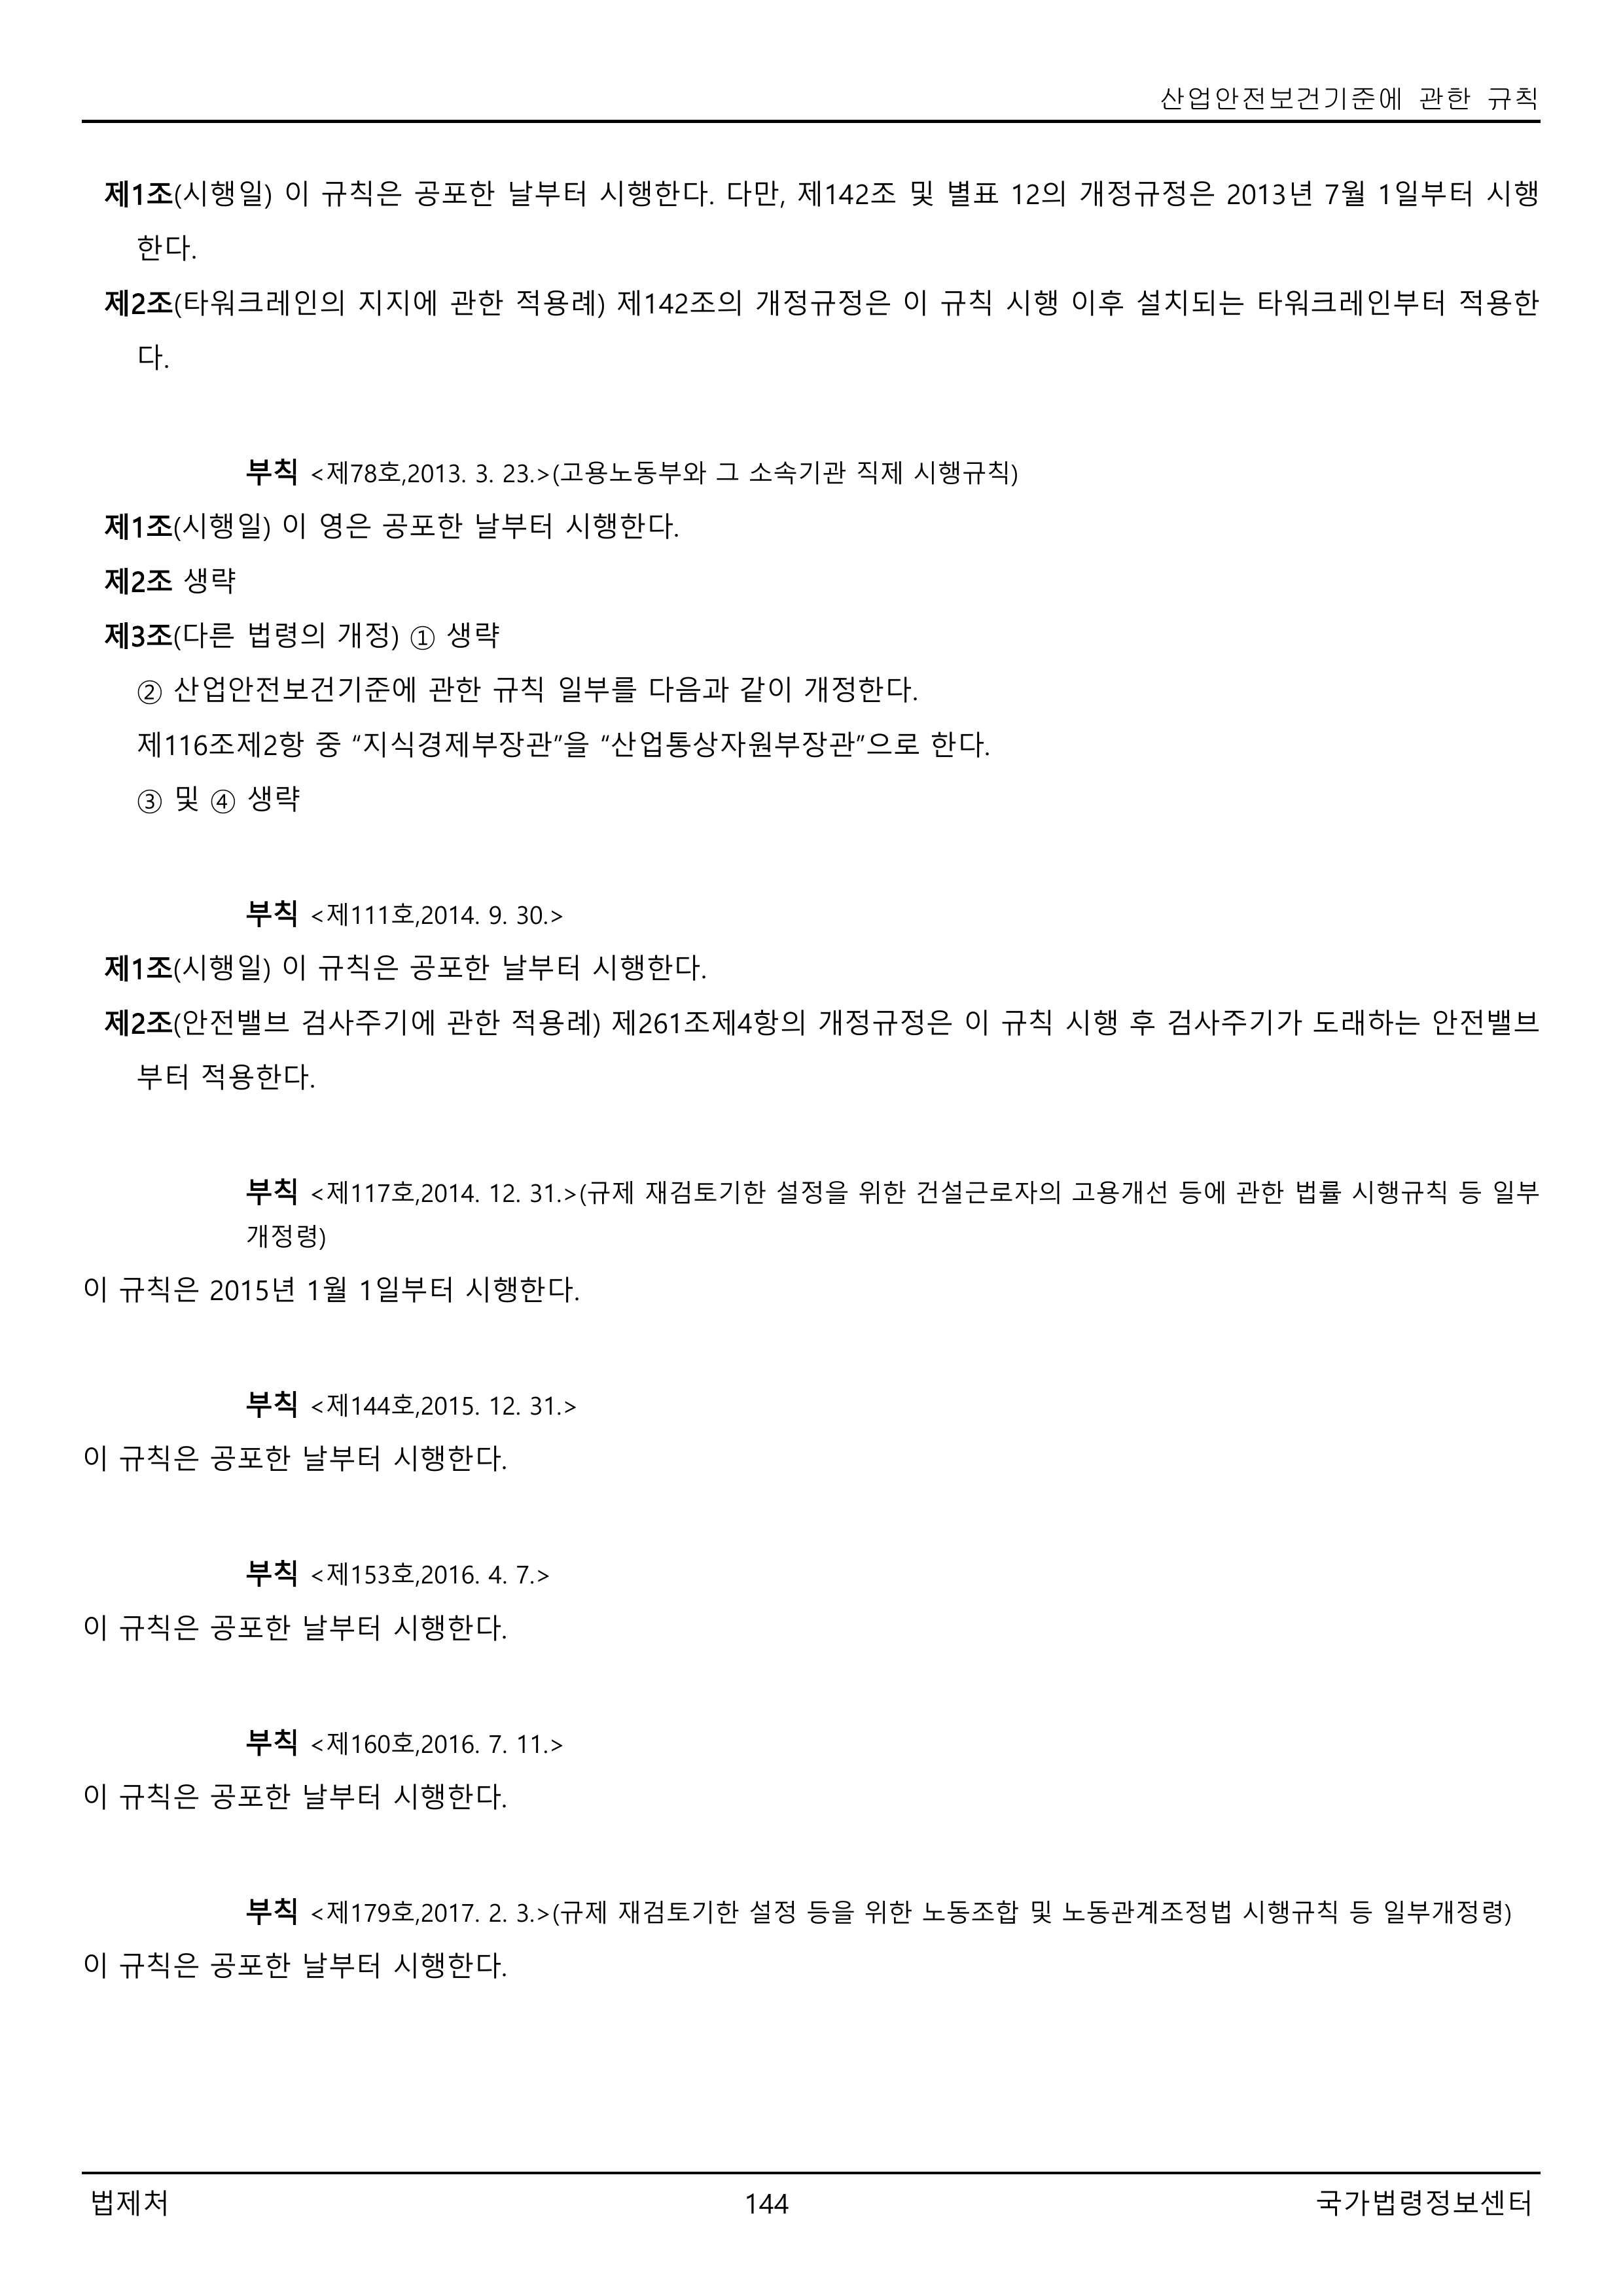 산업안전보건기준에 관한 규칙
제1조(시행일) 이 규칙은 공포한 날부터 시행한다. 다만, 제142조 및 별표 12의 개정규정은 2013년 7월 1일부터 시행
한다.
제2조(타워크레인의 지지에 관한 적용례) 제142조의 개정규정은 이 규칙 시행 이후 설치되는 타워크레인부터 적용한
다.
부칙 <제78호,2013. 3. 23.>(고용노동부와 그 소속기관 직제 시행규칙)
제1조(시행일) 이 영은 공포한 날부터 시행한다.
제2조 생략
제3조(다른 법령의 개정) ① 생략
② 산업안전보건기준에 관한 규칙 일부를 다음과 같이 개정한다.
제116조제2항 중 “지식경제부장관”을 “산업통상자원부장관”으로 한다.
③ 및 ④ 생략
부칙 <제111호,2014. 9. 30.>
제1조(시행일) 이 규칙은 공포한 날부터 시행한다.
제2조(안전밸브 검사주기에 관한 적용례) 제261조제4항의 개정규정은 이 규칙 시행 후 검사주기가 도래하는 안전밸브
부터 적용한다.
부칙 <제117호,2014. 12. 31.>(규제 재검토기한 설정을 위한 건설근로자의 고용개선 등에 관한 법률 시행규칙 등 일부
개정령)
이 규칙은 2015년 1월 1일부터 시행한다.
부칙 <제144호,2015. 12. 31.>
이 규칙은 공포한 날부터 시행한다.
부칙 <제153호,2016. 4. 7.>
이 규칙은 공포한 날부터 시행한다.
부칙 <제160호,2016. 7. 11.>
이 규칙은 공포한 날부터 시행한다.
부칙 <제179호,2017. 2. 3.>(규제 재검토기한 설정 등을 위한 노동조합 및 노동관계조정법 시행규칙 등 일부개정령)
이 규칙은 공포한 날부터 시행한다.
법제처 144 국가법령정보센터